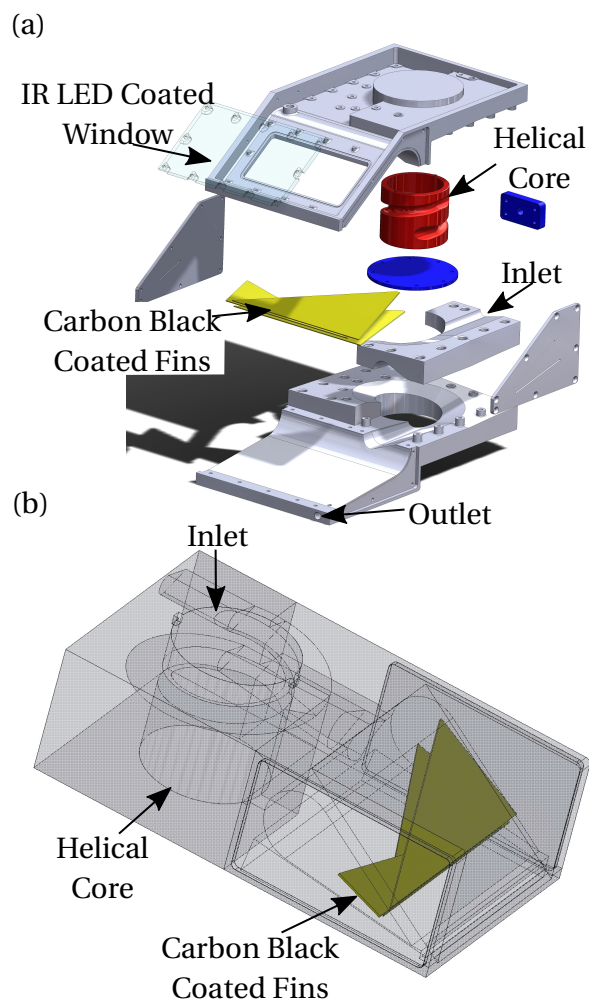 (a)
IR LED Coated
Window
Helical
Core
Inlet
Carbon Black
Coated Fins
Outlet
(b)
Inlet
Helical
Core
Carbon Black
Coated Fins